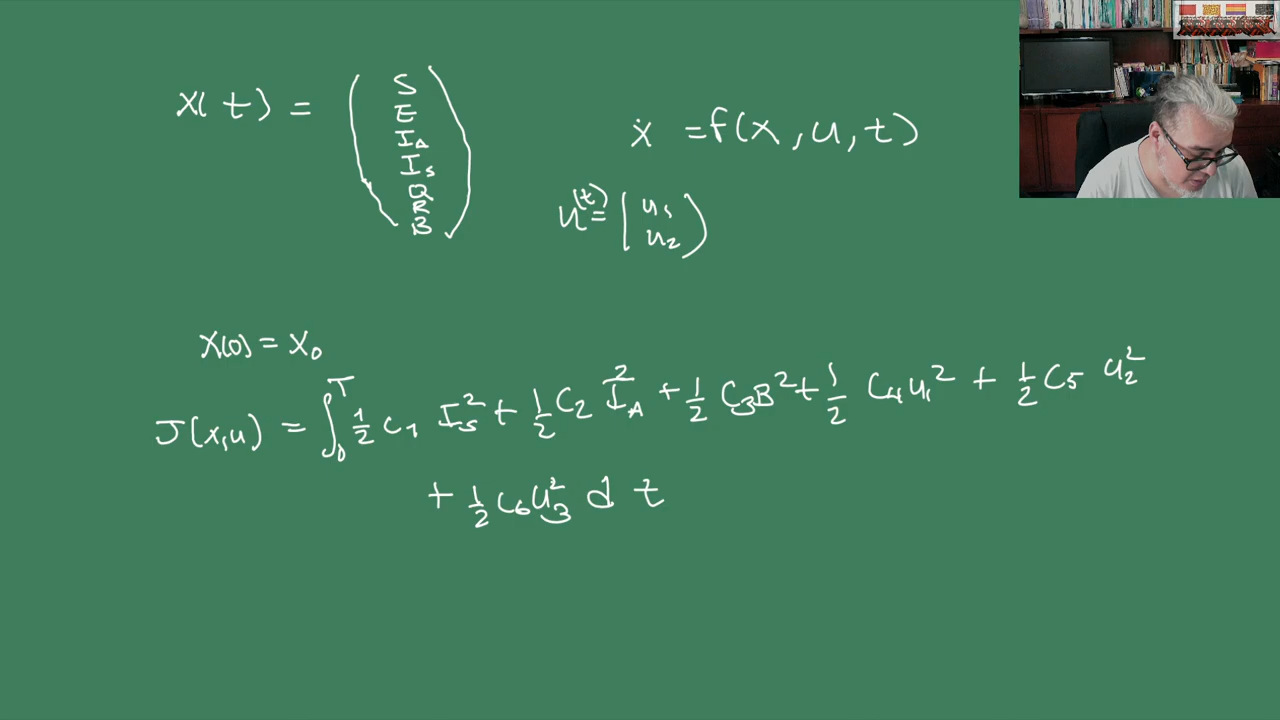 x(t) = ( S E I_A I_S Q R B )
ẋ = f(x, u, t)
u(t) = ( u_1 u_2 )
x(0) = x_0
J(x,u) = ∫_0^T 1/2 c_1 I_S^2 + 1/2 C_2 I_A^2 + 1/2 C_3 B^2 + 1/2 C_4 u_1^2 + 1/2 C_5 u_2^2
+ 1/2 C_6 u_3^2 d t